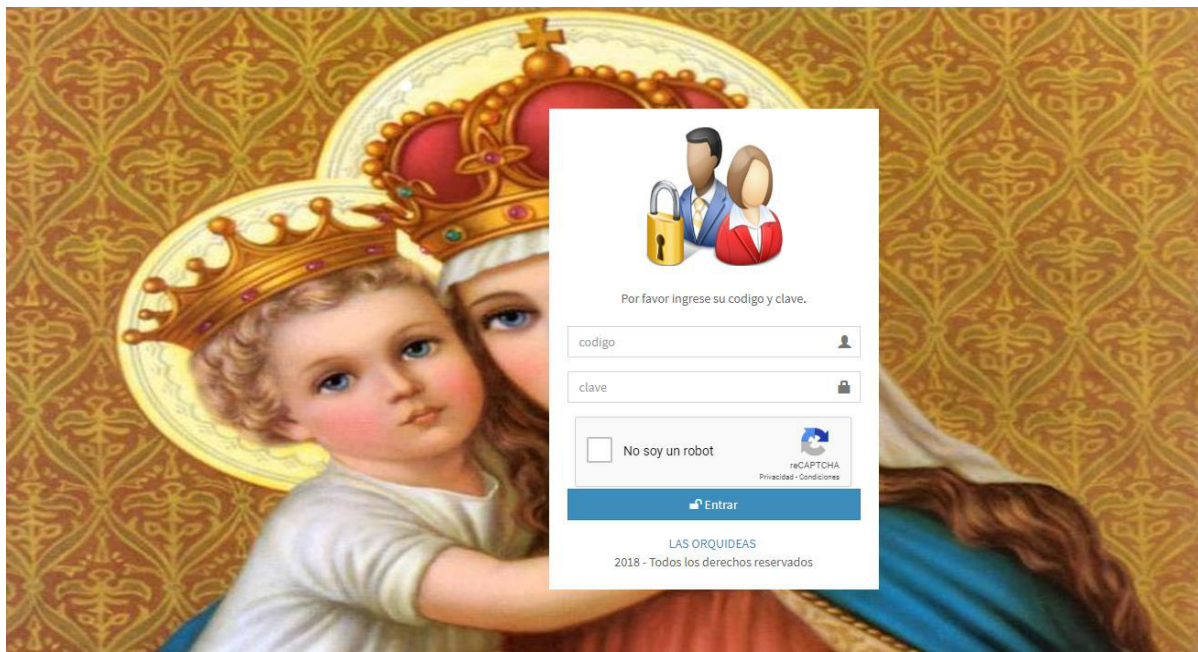 Por favor ingrese su codigo y clave.
codigo
clave
No soy un robot
reCAPTCHA
Privacidad - Condiciones
Entrar
LAS ORQUIDEAS
2018 - Todos los derechos reservados